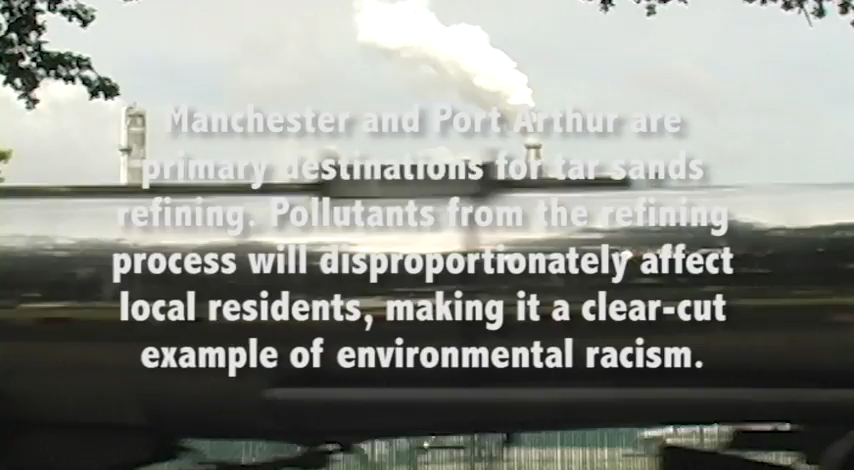 Manchester and Port Arthur are
primary destinations for tar sands
refining. Pollutants from the refining
process will disproportionately affect
local residents, making it a clear-cut
example of environmental racism.